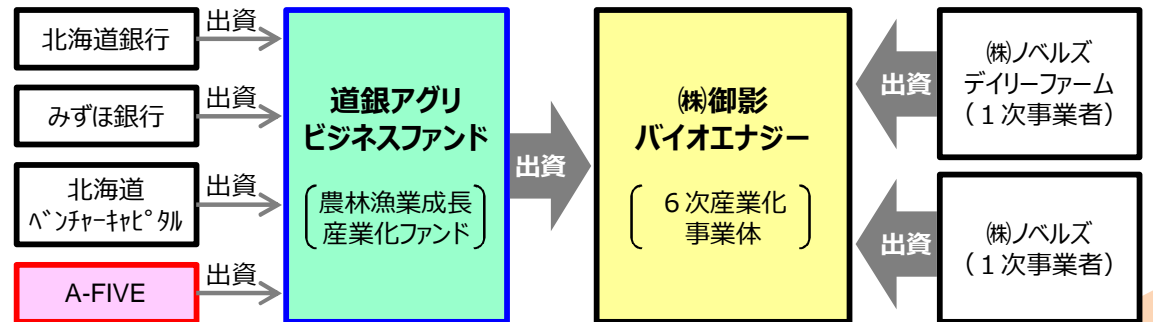 北海道銀行
出資
みずほ銀行
出資
北海道
ﾍﾞﾝﾁｬｰｷｬﾋﾟﾀﾙ
出資
A-FIVE
出資
道銀アグリ
ビジネスファンド
農林漁業成長
産業化ファンド
出資
㈱御影
バイオエナジー
６次産業化
事業体
出資
㈱ノベルズ
デイリーファーム
（１次事業者）
出資
㈱ノベルズ
（１次事業者）